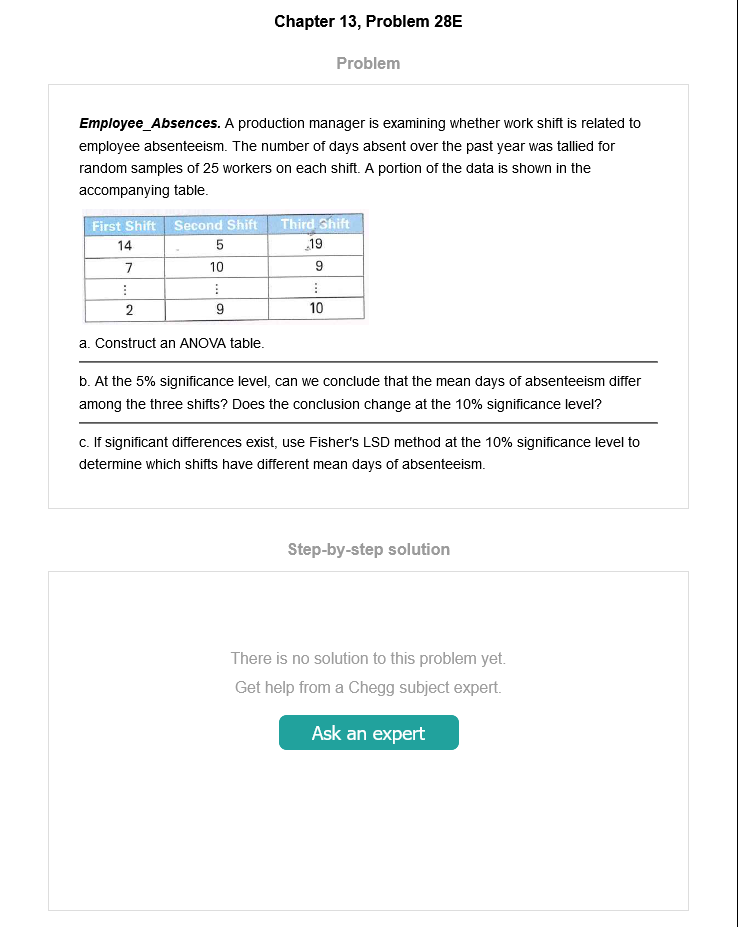 Chapter 13, Problem 28E
Problem
Employee_Absences. A production manager is examining whether work shift is related to
employee absenteeism. The number of days absent over the past year was tallied for
random samples of 25 workers on each shift. A portion of the data is shown in the
accompanying table.
First Shift Second Shift Third Shift
14 5 19
7 10 9
⋮ ⋮ ⋮
2 9 10
a. Construct an ANOVA table.
b. At the 5% significance level, can we conclude that the mean days of absenteeism differ
among the three shifts? Does the conclusion change at the 10% significance level?
c. If significant differences exist, use Fisher's LSD method at the 10% significance level to
determine which shifts have different mean days of absenteeism.
Step-by-step solution
There is no solution to this problem yet.
Get help from a Chegg subject expert.
Ask an expert